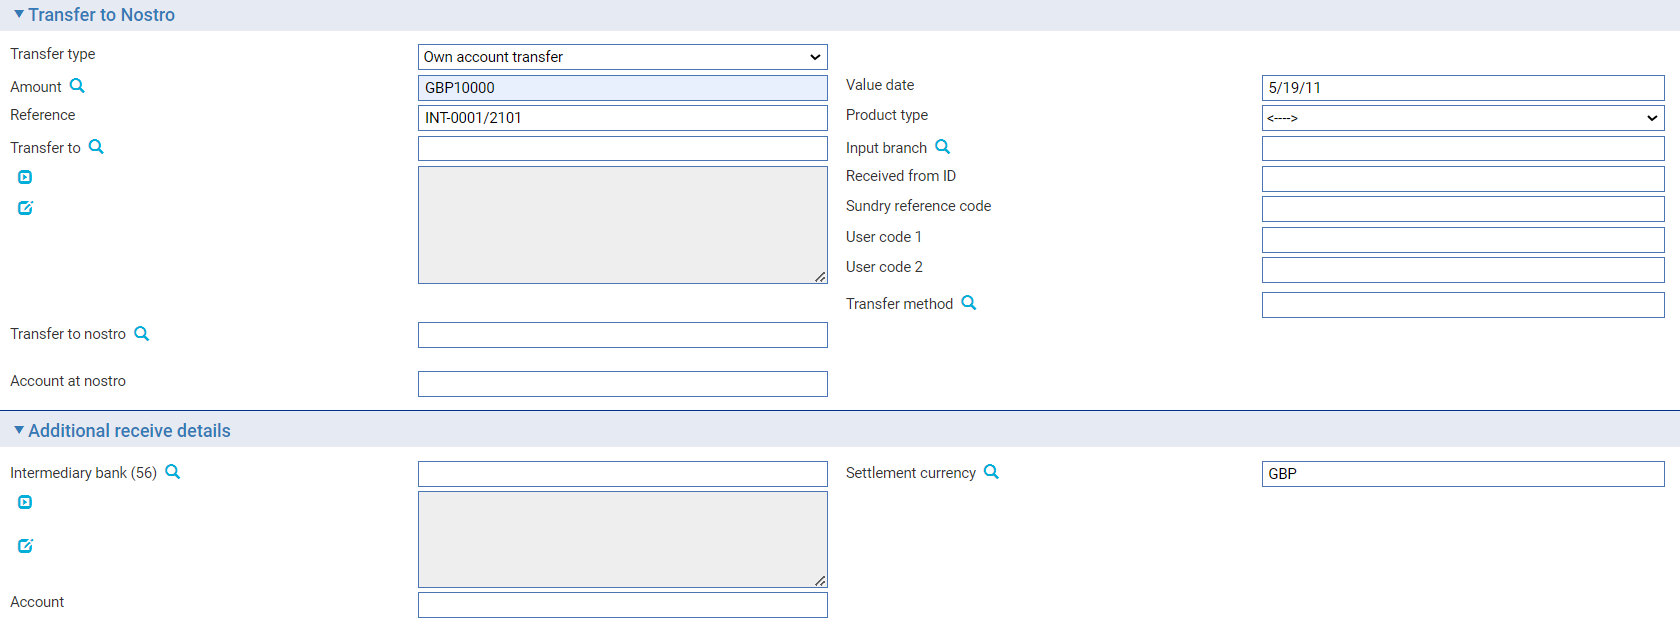 Transfer to Nostro
Transfer type Own account transfer
Amount GBP10000 Value date 5/19/11
Reference INT-0001/2101 Product type <---->
Transfer to Input branch
Received from ID
Sundry reference code
User code 1
User code 2
Transfer method
Transfer to nostro
Account at nostro
Additional receive details
Intermediary bank (56) Settlement currency GBP
Account